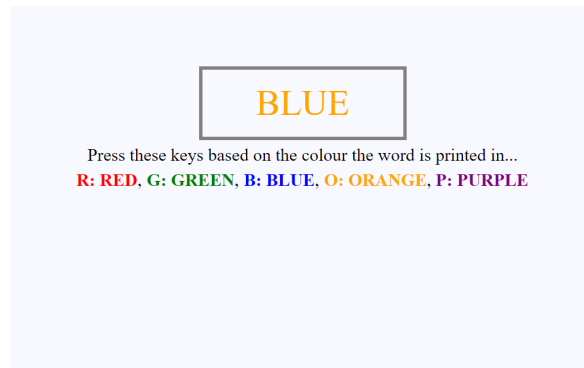 BLUE
Press these keys based on the colour the word is printed in...
R: RED, G: GREEN, B: BLUE, O: ORANGE, P: PURPLE